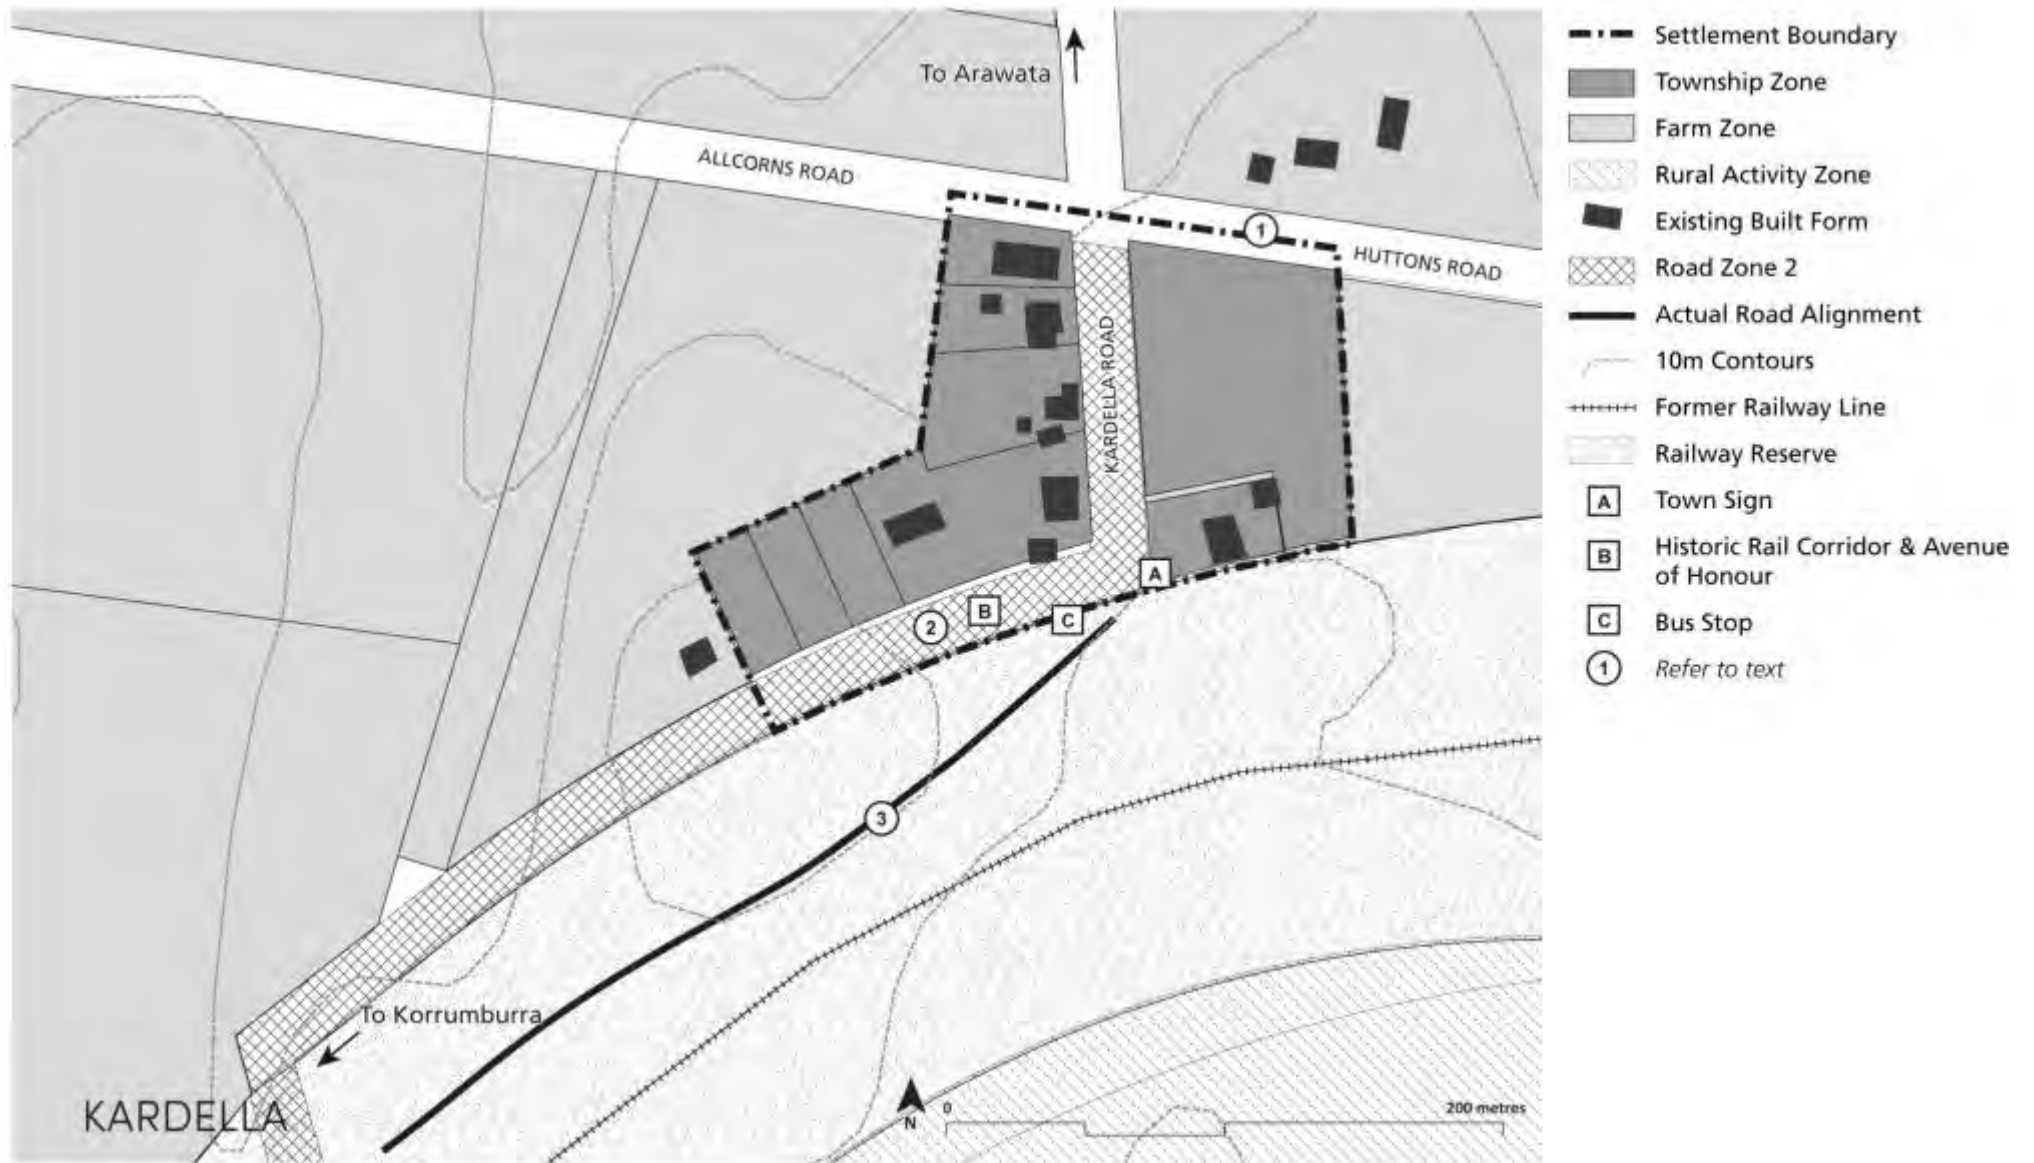 To Arawata
ALLCORNS ROAD
1
HUTTONS ROAD
KARDELLA ROAD
A
B
2
C
3
To Korrumburra
KARDELLA
N
0
200 metres
Settlement Boundary
Township Zone
Farm Zone
Rural Activity Zone
Existing Built Form
Road Zone 2
Actual Road Alignment
10m Contours
Former Railway Line
Railway Reserve
A Town Sign
B Historic Rail Corridor & Avenue
of Honour
C Bus Stop
1 Refer to text